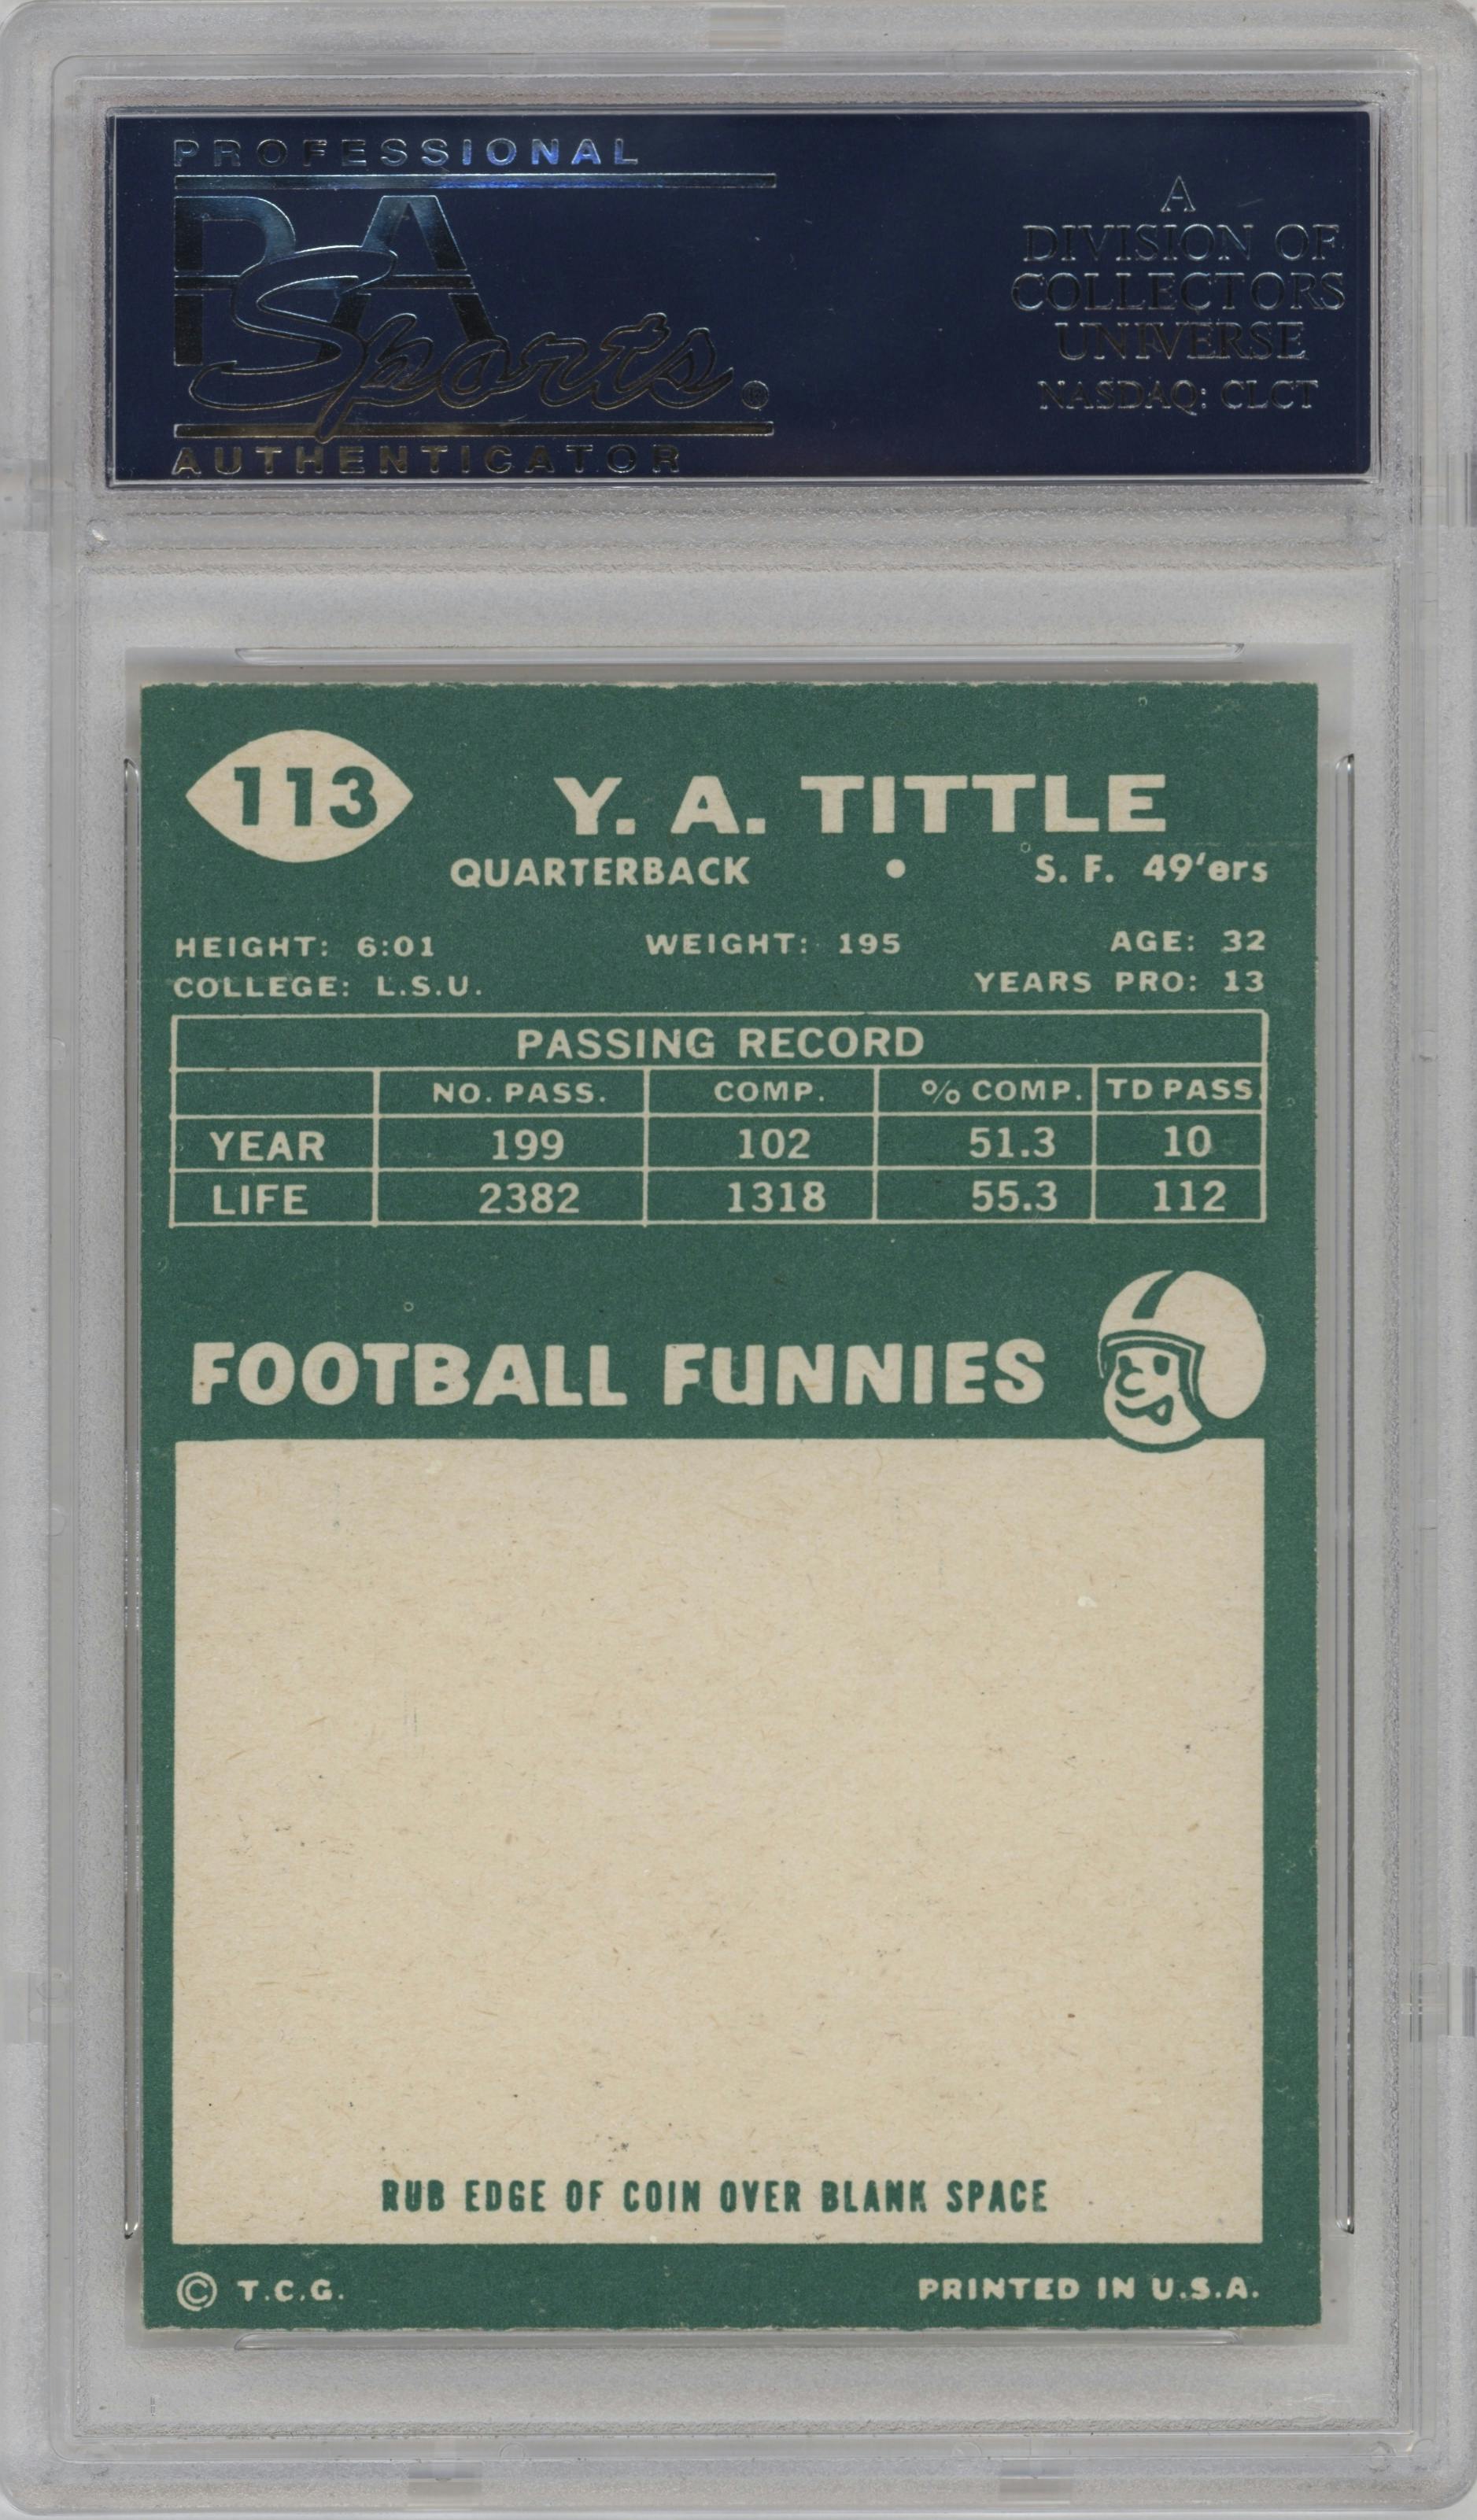 PROFESSIONAL
PSA
Sports®
AUTHENTICATOR
A
DIVISION OF
COLLECTORS
UNIVERSE
NASDAQ: CLCT
113
Y. A. TITTLE
QUARTERBACK • S. F. 49'ers
HEIGHT: 6:01 WEIGHT: 195 AGE: 32
COLLEGE: L.S.U. YEARS PRO: 13
PASSING RECORD
NO. PASS. COMP. % COMP. TD PASS
YEAR 199 102 51.3 10
LIFE 2382 1318 55.3 112
FOOTBALL FUNNIES
RUB EDGE OF COIN OVER BLANK SPACE
© T.C.G. PRINTED IN U.S.A.